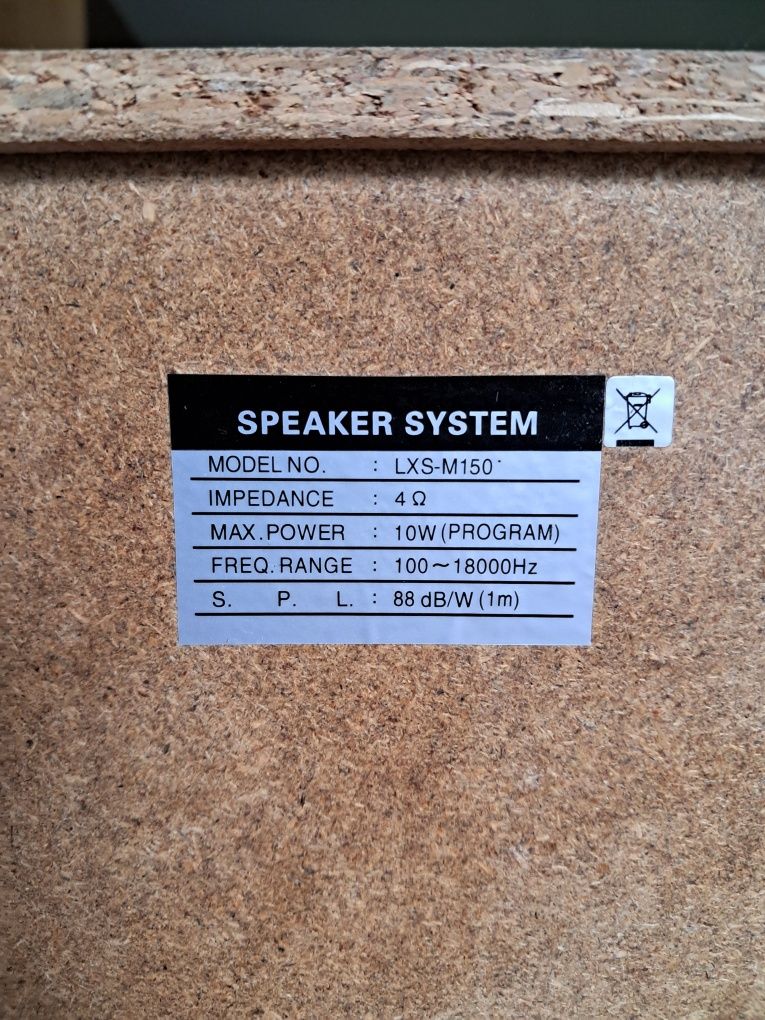 SPEAKER SYSTEM
MODEL NO. : LXS-M150
IMPEDANCE : 4 Ω
MAX.POWER : 10W (PROGRAM)
FREQ. RANGE : 100~18000Hz
S. P. L. : 88 dB/W (1m)